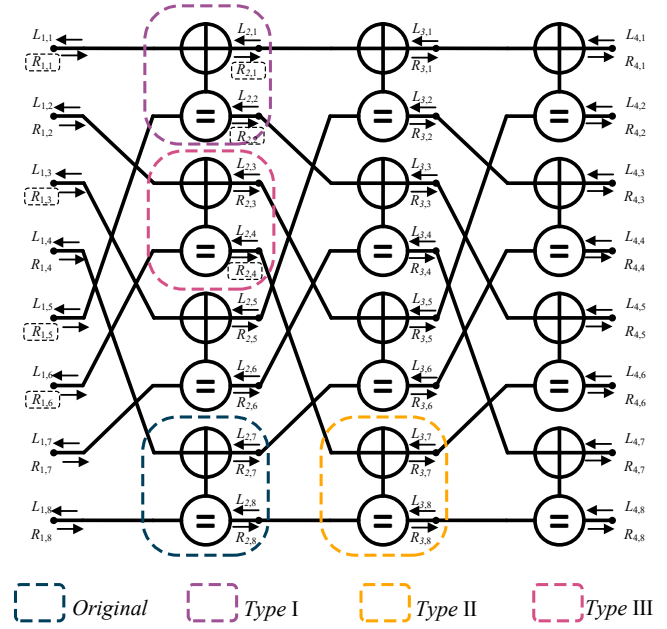 L1,1 L2,1 L3,1 L4,1
R1,1 R2,1 R3,1 R4,1
L1,2 L2,2 L3,2 L4,2
R1,2 R2,2 R3,2 R4,2
L1,3 L2,3 L3,3 L4,3
R1,3 R2,3 R3,3 R4,3
L1,4 L2,4 L3,4 L4,4
R1,4 R2,4 R3,4 R4,4
L1,5 L2,5 L3,5 L4,5
R1,5 R2,5 R3,5 R4,5
L1,6 L2,6 L3,6 L4,6
R1,6 R2,6 R3,6 R4,6
L1,7 L2,7 L3,7 L4,7
R1,7 R2,7 R3,7 R4,7
L1,8 L2,8 L3,8 L4,8
R1,8 R2,8 R3,8 R4,8
Original Type I Type II Type III